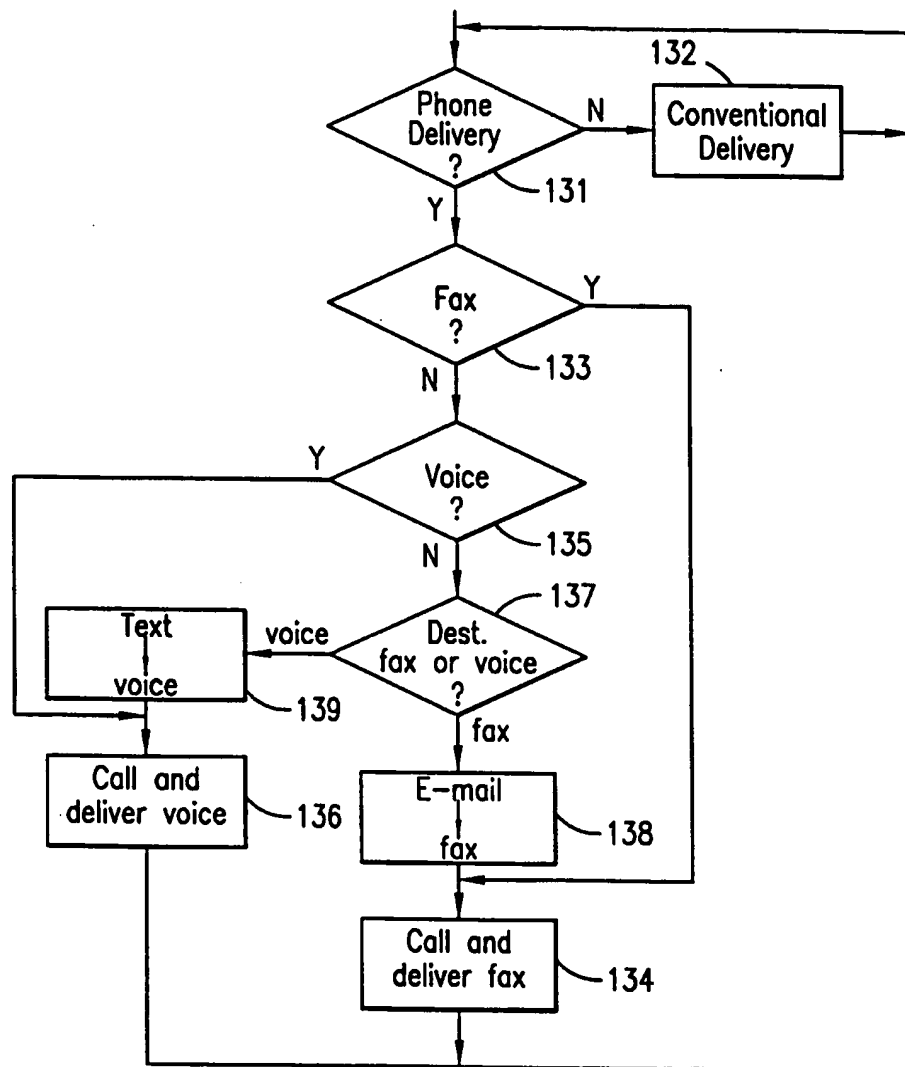 132
Phone
Delivery
?
N
Conventional
Delivery
131
Y
Fax
?
Y
133
N
Y
Voice
?
135
N
137
Text
voice
voice
Dest.
fax or voice
?
139
fax
Call and
deliver voice
136
E-mail
fax
138
Call and
deliver fax
134